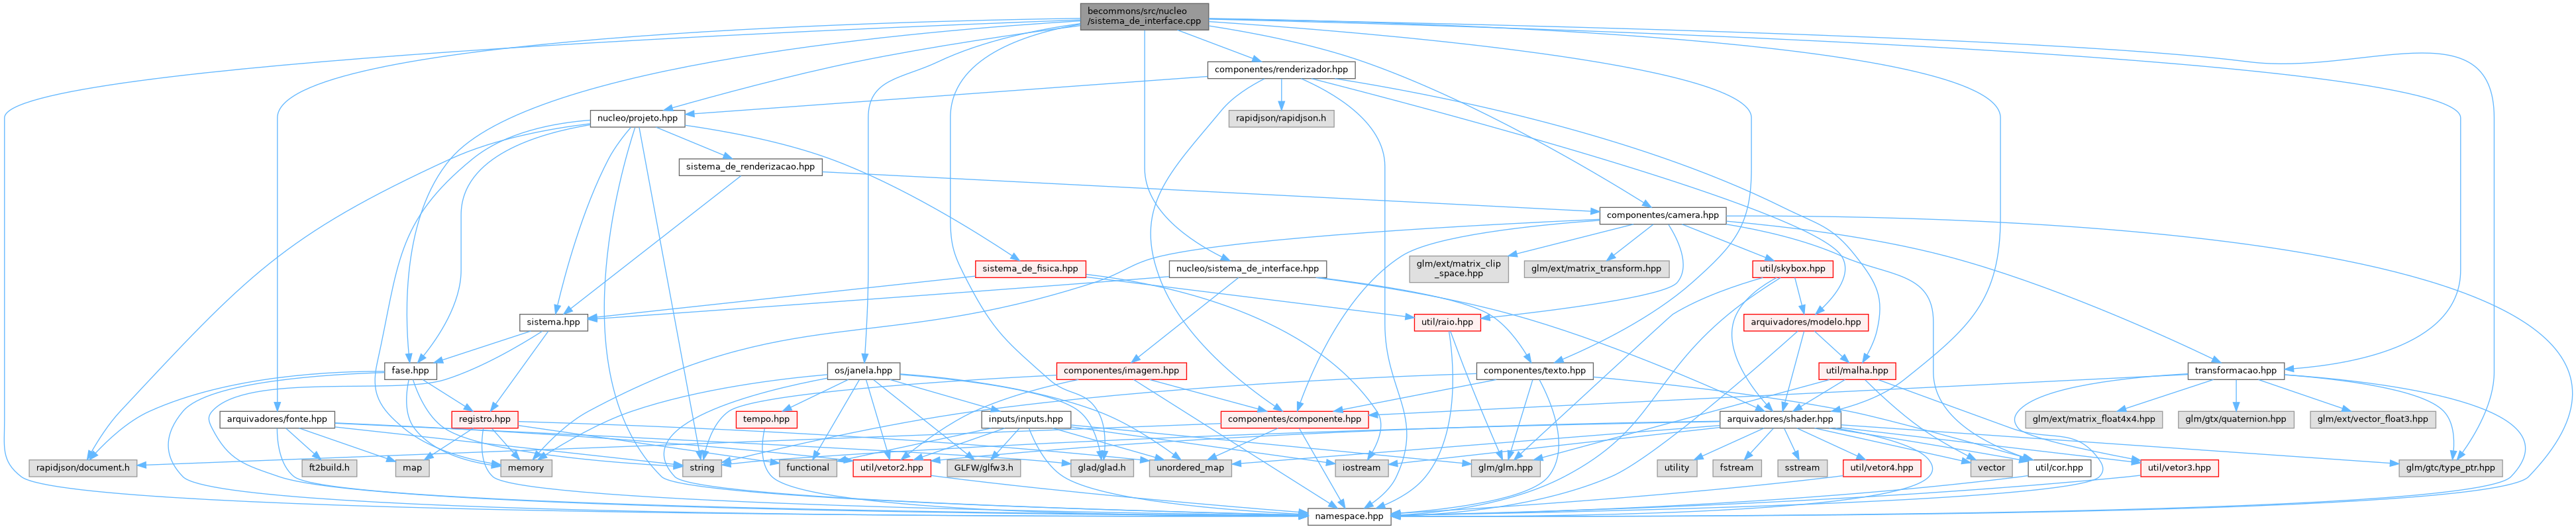 becommons/src/nucleo
/sistema_de_interface.cpp
componentes/renderizador.hpp
nucleo/projeto.hpp
rapidjson/rapidjson.h
sistema_de_renderizacao.hpp
componentes/camera.hpp
sistema_de_fisica.hpp
nucleo/sistema_de_interface.hpp
glm/ext/matrix_clip
_space.hpp
glm/ext/matrix_transform.hpp
util/skybox.hpp
sistema.hpp
util/raio.hpp
arquivadores/modelo.hpp
fase.hpp
os/janela.hpp
componentes/imagem.hpp
componentes/texto.hpp
util/malha.hpp
transformacao.hpp
arquivadores/fonte.hpp
registro.hpp
tempo.hpp
inputs/inputs.hpp
componentes/componente.hpp
arquivadores/shader.hpp
glm/ext/matrix_float4x4.hpp
glm/gtx/quaternion.hpp
glm/ext/vector_float3.hpp
rapidjson/document.h
ft2build.h
map
memory
string
functional
util/vetor2.hpp
GLFW/glfw3.h
glad/glad.h
unordered_map
iostream
glm/glm.hpp
utility
fstream
sstream
util/vetor4.hpp
vector
util/cor.hpp
util/vetor3.hpp
glm/gtc/type_ptr.hpp
namespace.hpp